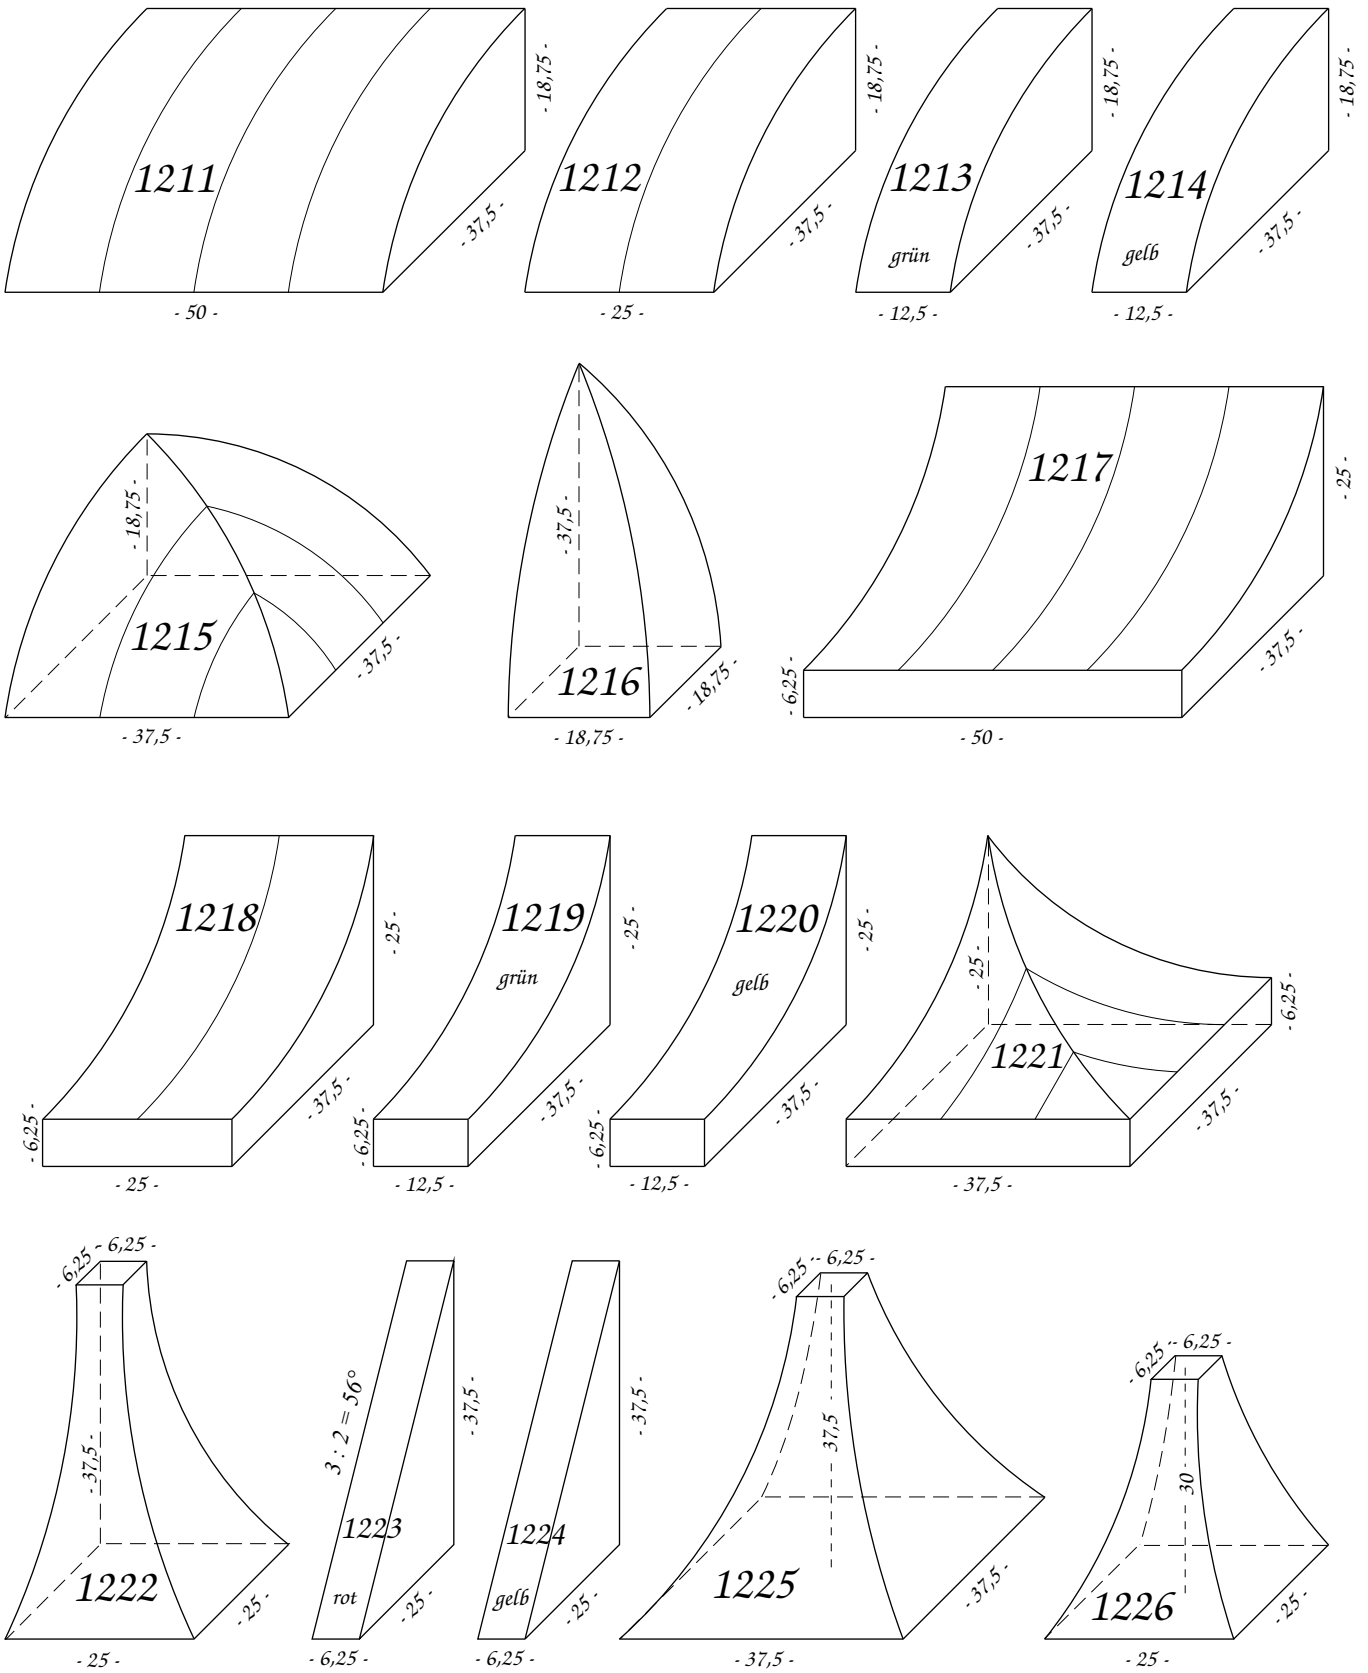 1211
- 18,75 -
- 37,5 -
- 50 -
1212
- 18,75 -
- 37,5 -
- 25 -
1213
grün
- 18,75 -
- 37,5 -
- 12,5 -
1214
gelb
- 18,75 -
- 37,5 -
- 12,5 -
1215
- 18,75 -
- 37,5 -
- 37,5 -
1216
- 37,5 -
- 18,75 -
- 18,75 -
1217
- 25 -
- 37,5 -
- 6,25 -
- 50 -
1218
- 25 -
- 37,5 -
- 6,25 -
- 25 -
1219
grün
- 25 -
- 37,5 -
- 6,25 -
- 12,5 -
1220
gelb
- 25 -
- 37,5 -
- 6,25 -
- 12,5 -
1221
- 25 -
- 6,25 -
- 37,5 -
- 37,5 -
- 6,25 -
- 6,25 -
- 37,5 -
1222
- 25 -
- 25 -
3 : 2 = 56°
1223
rot
- 37,5 -
- 25 -
- 6,25 -
1224
gelb
- 37,5 -
- 25 -
- 6,25 -
- 6,25 -
- 6,25 -
37,5
1225
- 37,5 -
- 37,5 -
- 6,25 -
- 6,25 -
30
1226
- 25 -
- 25 -